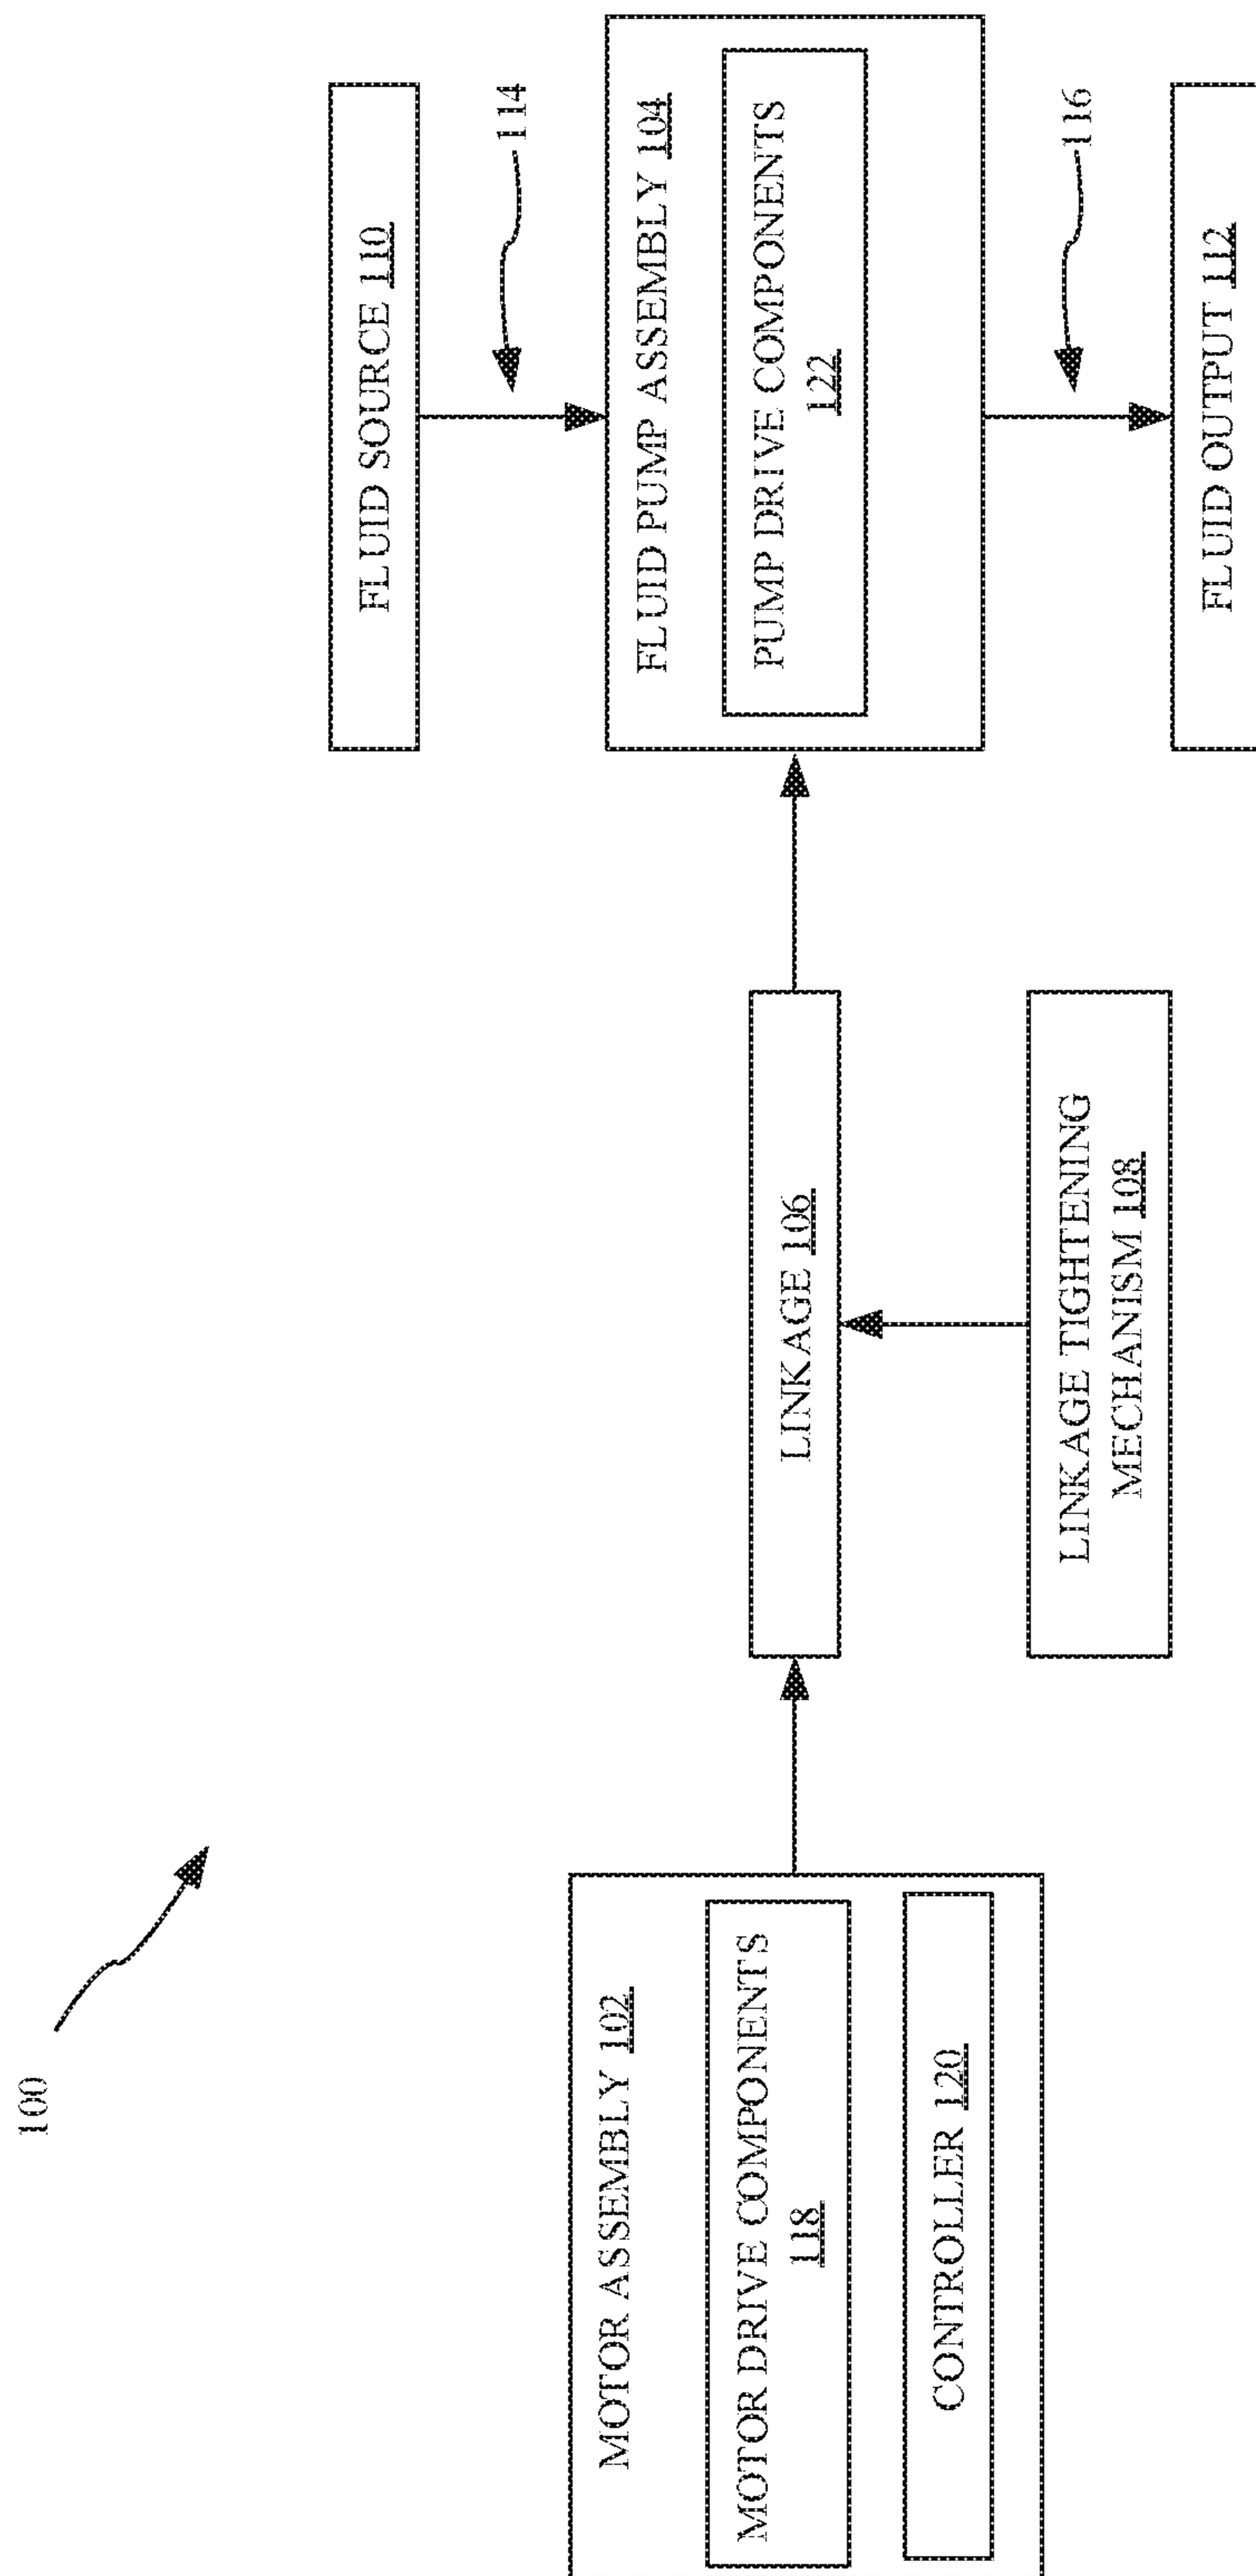 100
MOTOR ASSEMBLY 102
MOTOR DRIVE COMPONENTS
118
CONTROLLER 120
LINKAGE 106
LINKAGE TIGHTENING
MECHANISM 108
FLUID SOURCE 110
114
FLUID PUMP ASSEMBLY 104
PUMP DRIVE COMPONENTS
122
116
FLUID OUTPUT 112